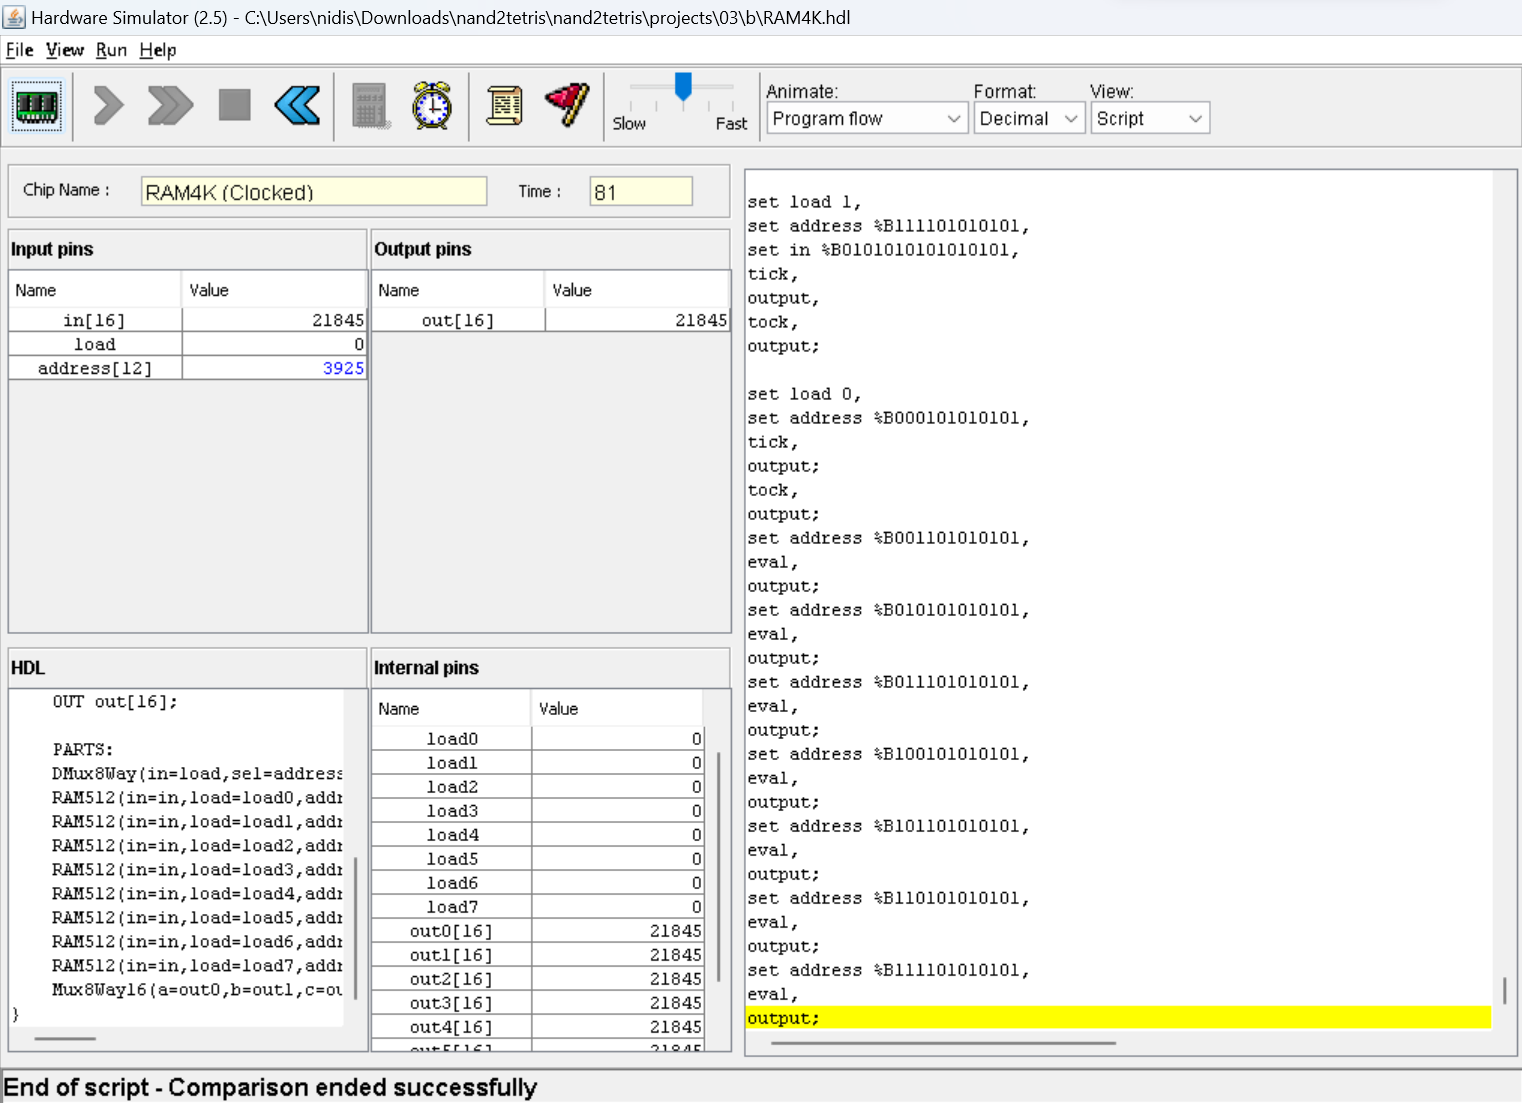 Hardware Simulator (2.5) - C:\Users\nidis\Downloads\nand2tetris\nand2tetris\projects\03\b\RAM4K.hdl
File View Run Help
Slow Fast
Animate:
Program flow
Format:
Decimal
View:
Script
Chip Name : RAM4K (Clocked) Time : 81
Input pins
Name Value
in[16] 21845
load 0
address[12] 3925
Output pins
Name Value
out[16] 21845
HDL
OUT out[16];
PARTS:
DMux8Way(in=load,sel=address
RAM512(in=in,load=load0,addr
RAM512(in=in,load=load1,addr
RAM512(in=in,load=load2,addr
RAM512(in=in,load=load3,addr
RAM512(in=in,load=load4,addr
RAM512(in=in,load=load5,addr
RAM512(in=in,load=load6,addr
RAM512(in=in,load=load7,addr
Mux8Way16(a=out0,b=out1,c=ou
}
Internal pins
Name Value
load0 0
load1 0
load2 0
load3 0
load4 0
load5 0
load6 0
load7 0
out0[16] 21845
out1[16] 21845
out2[16] 21845
out3[16] 21845
out4[16] 21845
out5[16] 21845
set load 1,
set address %B111101010101,
set in %B0101010101010101,
tick,
output,
tock,
output;
set load 0,
set address %B000101010101,
tick,
output;
tock,
output;
set address %B001101010101,
eval,
output;
set address %B010101010101,
eval,
output;
set address %B011101010101,
eval,
output;
set address %B100101010101,
eval,
output;
set address %B101101010101,
eval,
output;
set address %B110101010101,
eval,
output;
set address %B111101010101,
eval,
output;
End of script - Comparison ended successfully